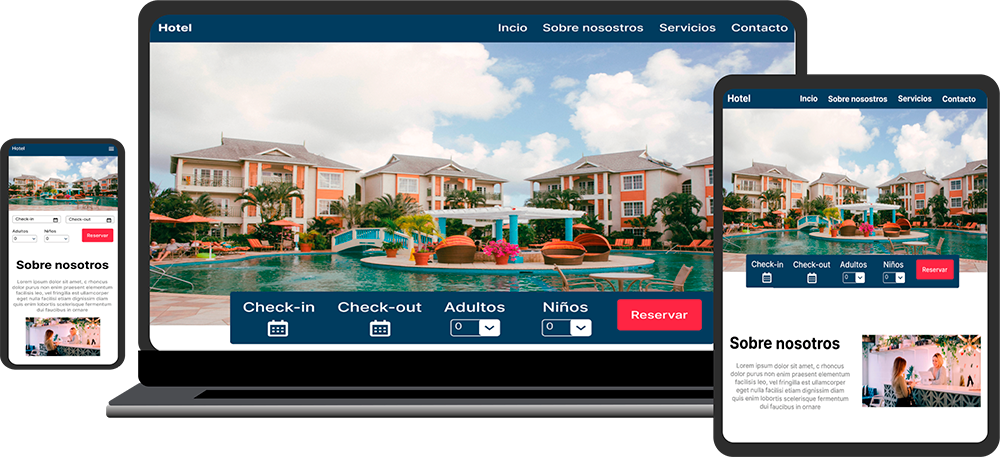 Hotel
Check-in Check-out
Adultos Niños
0 0 Reservar
Sobre nosostros
Lorem ipsum dolor sit amet, c rhoncus
dolor purus non enim praesent elementum
facilisis leo, vel fringilla est ullamcorper
eget nulla facilisi etiam dignissim diam quis
enim lobortis scelerisque fermentum
dui faucibus in ornare
Hotel Incio Sobre nosostros Servicios Contacto
Check-in Check-out Adultos Niños
0 0 Reservar
Hotel Incio Sobre nosostros Servicios Contacto
Check-in Check-out Adultos Niños
0 0 Reservar
Sobre nosotros
Lorem ipsum dolor sit amet, c rhoncus
dolor purus non enim praesent elementum
facilisis leo, vel fringilla est ullamcorper
eget nulla facilisi etiam dignissim diam quis
enim lobortis scelerisque fermentum
dui faucibus in ornare